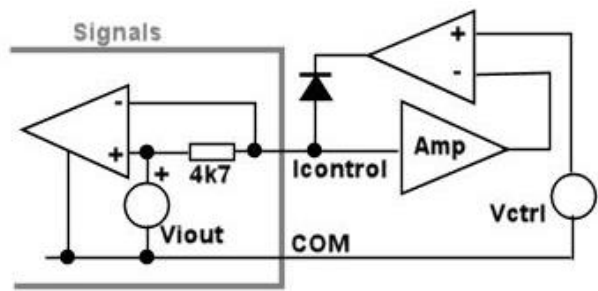 Signals
+
-
-
Amp
+
+
4k7
Icontrol
Vctrl
Viout
COM